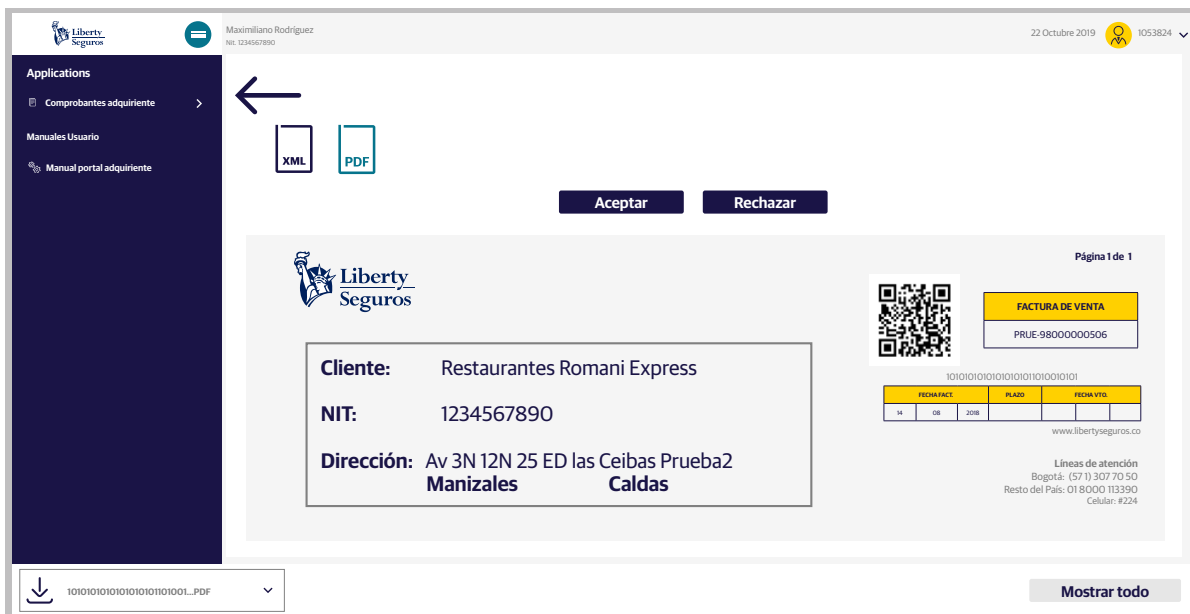 Liberty
Seguros
Maximiliano Rodríguez
Nit. 1234567890
22 Octubre 2019
1053824
Applications
Comprobantes adquiriente
Manuales Usuario
Manual portal adquiriente
XML
PDF
Aceptar
Rechazar
Liberty
Seguros
Página 1 de 1
FACTURA DE VENTA
PRUE-98000000506
Cliente: Restaurantes Romani Express
NIT: 1234567890
Dirección: Av 3N 12N 25 ED las Ceibas Prueba2
Manizales Caldas
10101010101010101011010010101
FECHA FACT. PLAZO FECHA VTO.
14 08 2018
www.libertyseguros.co
Líneas de atención
Bogotá: (57 1) 307 70 50
Resto del País: 01 8000 113390
Celular: #224
101010101010101010101101001...PDF
Mostrar todo